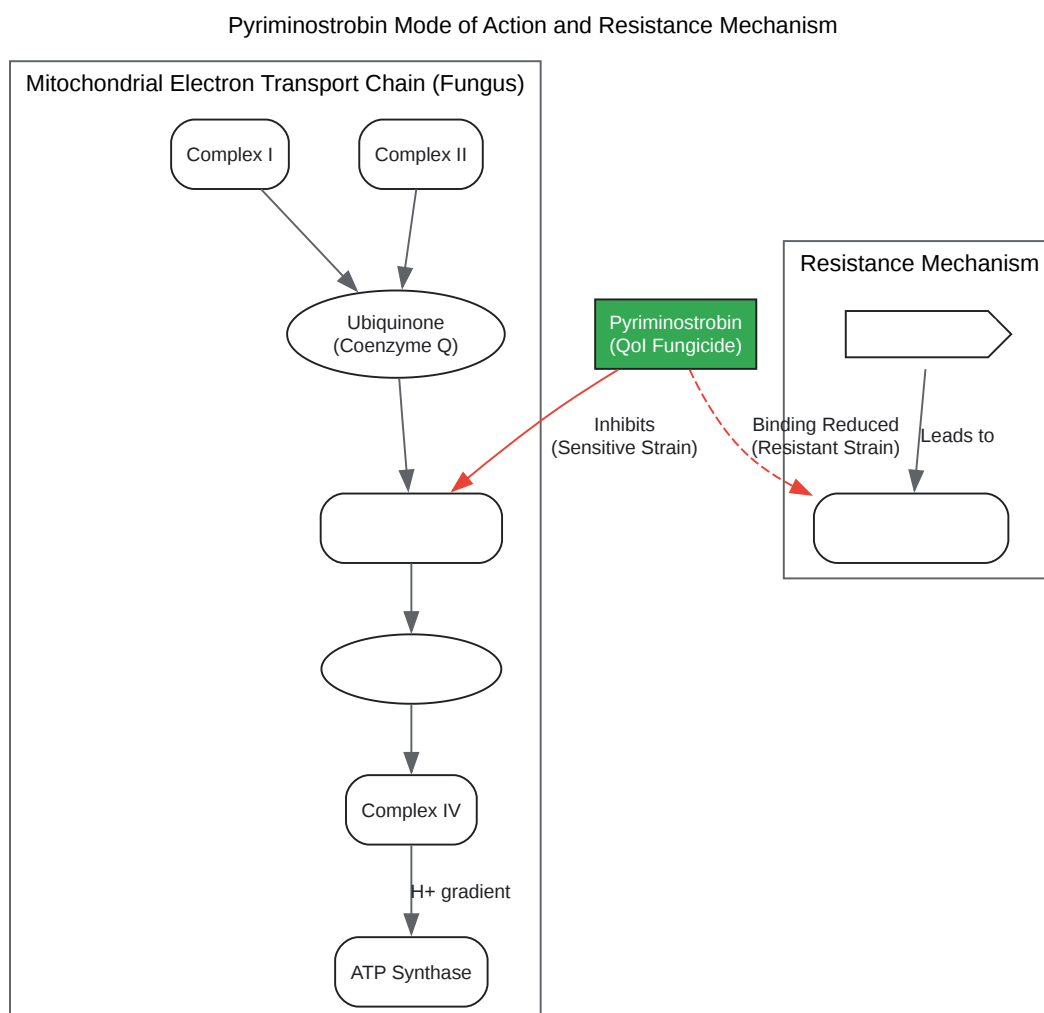 Pyriminostrobin Mode of Action and Resistance Mechanism
Mitochondrial Electron Transport Chain (Fungus)
Complex I
Complex II
Resistance Mechanism
Ubiquinone
(Coenzyme Q)
Pyriminostrobin
(QoI Fungicide)
Inhibits
(Sensitive Strain)
Binding Reduced
(Resistant Strain)
Leads to
Complex IV
H+ gradient
ATP Synthase